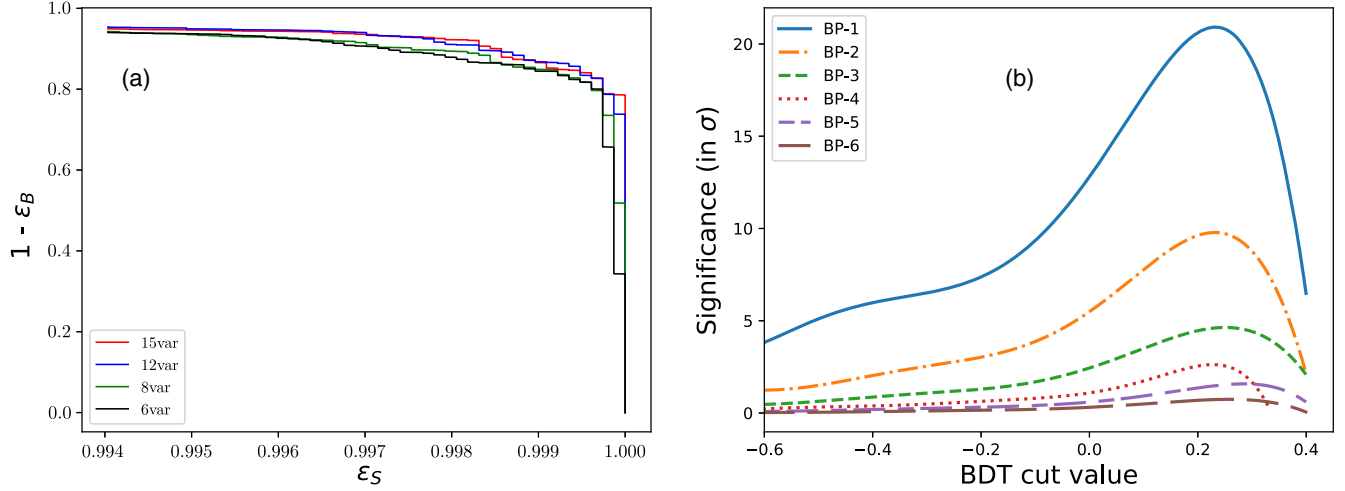 (a)
1 - ε_B
1.0
0.8
0.6
0.4
0.2
0.0
15var
12var
8var
6var
0.994 0.995 0.996 0.997 0.998 0.999 1.000
ε_S
(b)
Significance (in σ)
20
15
10
5
0
BP-1
BP-2
BP-3
BP-4
BP-5
BP-6
−0.6 −0.4 −0.2 0.0 0.2 0.4
BDT cut value